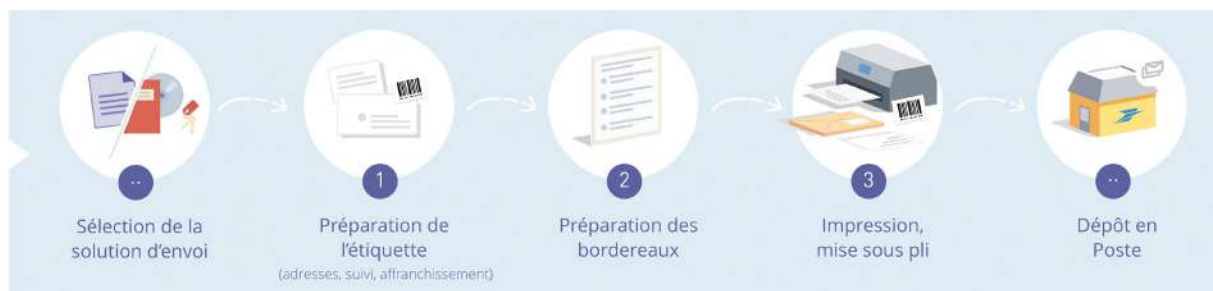 ..
Sélection de la
solution d'envoi
1
Préparation de
l'étiquette
(adresses, suivi, affranchissement)
2
Préparation des
bordereaux
3
Impression,
mise sous pli
..
Dépôt en
Poste